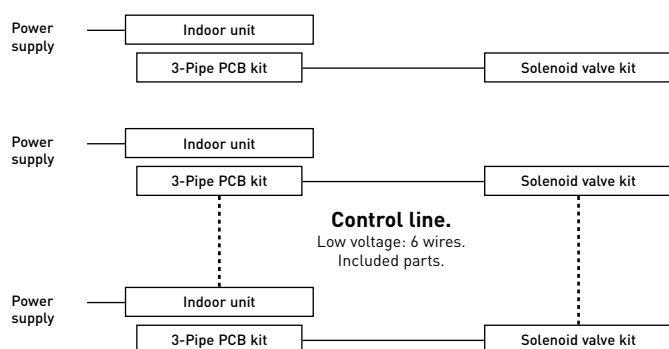 Power
supply
Indoor unit
3-Pipe PCB kit
Solenoid valve kit
Power
supply
Indoor unit
3-Pipe PCB kit
Solenoid valve kit
Control line.
Low voltage: 6 wires.
Included parts.
Power
supply
Indoor unit
3-Pipe PCB kit
Solenoid valve kit